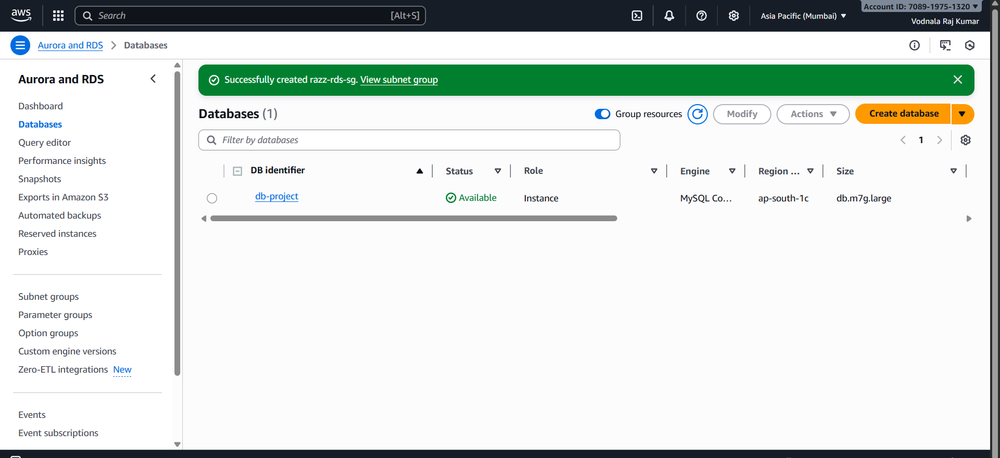 aws
Search [Alt+S]
Asia Pacific (Mumbai)
Account ID: 7089-1975-1320
Vodnala Raj Kumar
Aurora and RDS > Databases
Aurora and RDS
Dashboard
Databases
Query editor
Performance insights
Snapshots
Exports in Amazon S3
Automated backups
Reserved instances
Proxies
Subnet groups
Parameter groups
Option groups
Custom engine versions
Zero-ETL integrations New
Events
Event subscriptions
Successfully created razz-rds-sg. View subnet group
Databases (1)
Group resources
Modify
Actions
Create database
Filter by databases
1
DB identifier Status Role Engine Region ... Size
db-project Available Instance MySQL Co... ap-south-1c db.m7g.large